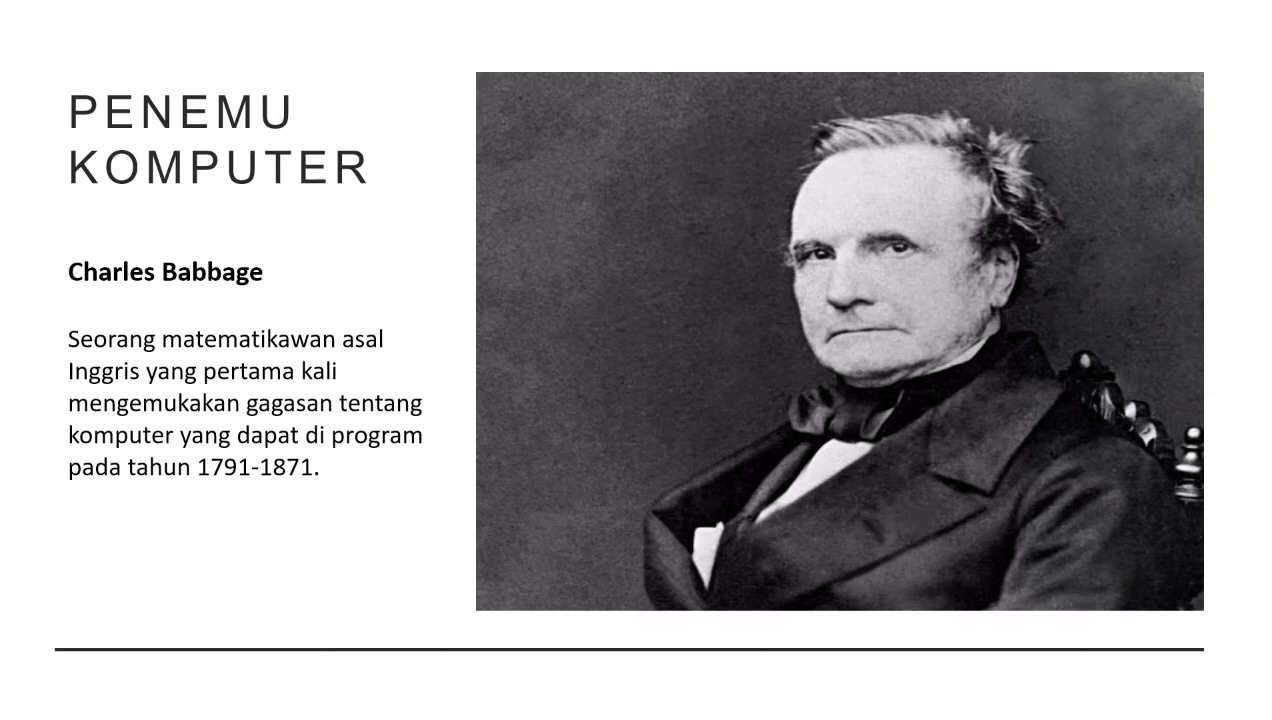 PENEMU
KOMPUTER
Charles Babbage
Seorang matematikawan asal
Inggris yang pertama kali
mengemukakan gagasan tentang
komputer yang dapat di program
pada tahun 1791-1871.